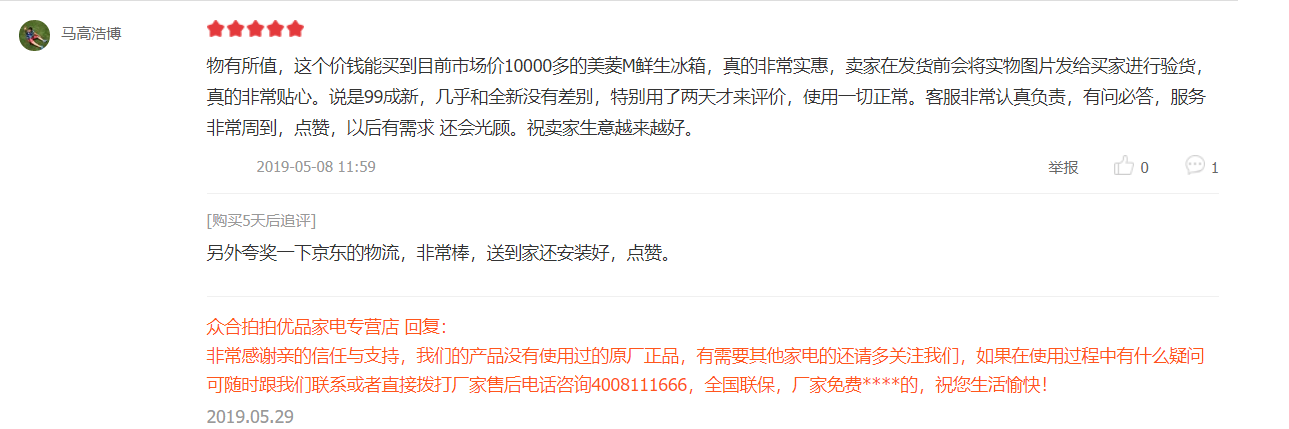 马高浩博
物有所值，这个价钱能买到目前市场价10000多的美菱M鲜生冰箱，真的非常实惠，卖家在发货前会将实物图片发给买家进行验货，
真的非常贴心。说是99成新，几乎和全新没有差别，特别用了两天才来评价，使用一切正常。客服非常认真负责，有问必答，服务
非常周到，点赞，以后有需求 还会光顾。祝卖家生意越来越好。
2019-05-08 11:59
举报
0
1
[购买5天后追评]
另外夸奖一下京东的物流，非常棒，送到家还安装好，点赞。
众合拍拍优品家电专营店 回复：
非常感谢亲的信任与支持，我们的产品没有使用过的原厂正品，有需要其他家电的还请多关注我们，如果在使用过程中有什么疑问
可随时跟我们联系或者直接拨打厂家售后电话咨询4008111666，全国联保，厂家免费****的，祝您生活愉快！
2019.05.29